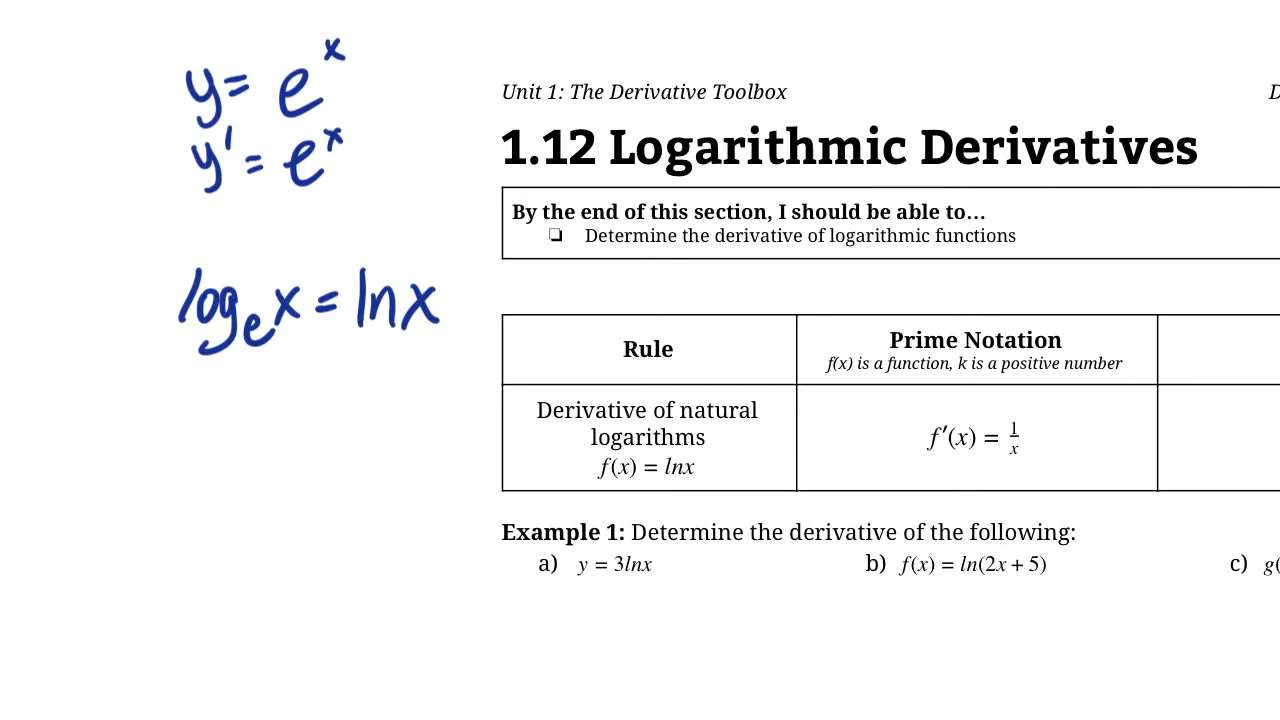 y = e^x
y' = e^x
log_e x = ln x
Unit 1: The Derivative Toolbox
1.12 Logarithmic Derivatives
By the end of this section, I should be able to…
❏ Determine the derivative of logarithmic functions
Rule
Prime Notation
f(x) is a function, k is a positive number
Derivative of natural
logarithms
f(x) = lnx
f′(x) = 1/x
Example 1: Determine the derivative of the following:
a) y = 3lnx b) f(x) = ln(2x + 5) c) g(